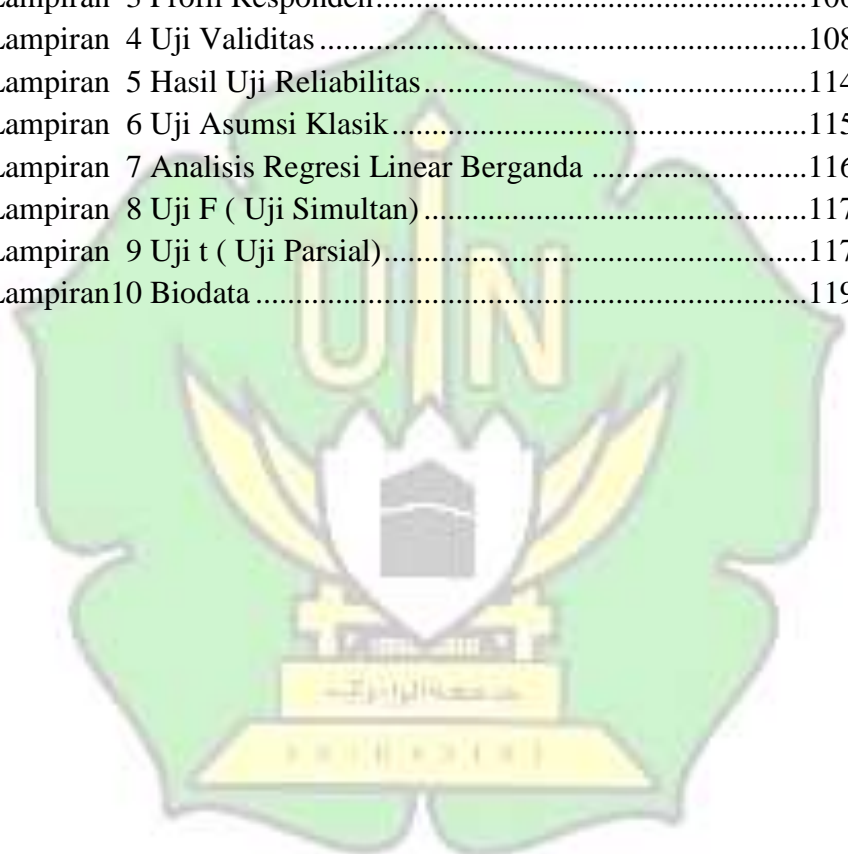 Lampiran 3 Profil Responden..........................................................106
Lampiran 4 Uji Validitas ................................................................108
Lampiran 5 Hasil Uji Reliabilitas....................................................114
Lampiran 6 Uji Asumsi Klasik........................................................115
Lampiran 7 Analisis Regresi Linear Berganda ..............................116
Lampiran 8 Uji F ( Uji Simultan)....................................................117
Lampiran 9 Uji t ( Uji Parsial).........................................................117
Lampiran10 Biodata ........................................................................119
UIN